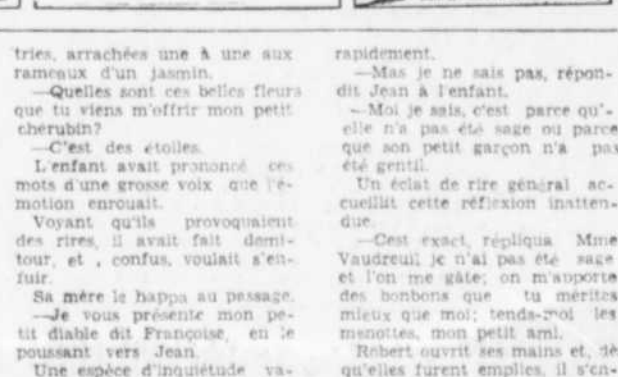 tries, arrachées une à une aux
rameaux d'un jasmin.
—Quelles sont ces belles fleurs
que tu viens m'offrir mon petit
chérubin?
—C'est des étoiles.
L'enfant avait prononcé ces
mots d'une grosse voix que l'é-
motion enrouait.
Voyant qu'ils provoquaient
des rires, il avait fait demi-
tour, et , confus, voulait s'en-
fuir.
Sa mère le happa au passage.
—Je vous présente mon pe-
tit diable dit Françoise, en le
poussant vers Jean.
Une espèce d'inquiétude va-
rapidement.
—Mas je ne sais pas, répon-
dit Jean à l'enfant.
—Moi je sais, c'est parce qu'-
elle n'a pas été sage ou parce
que son petit garçon n'a pas
été gentil.
Un éclat de rire général ac-
cueillit cette réflexion inatten-
due.
—Cest exact, répliqua Mme
Vaudreuil je n'ai pas été sage
et l'on me gâte; on m'apporte
des bonbons que tu mérites
mieux que moi; tends-moi les
menottes, mon petit ami.
Robert ouvrit ses mains et, dè
qu'elles furent emplies, il s'en-